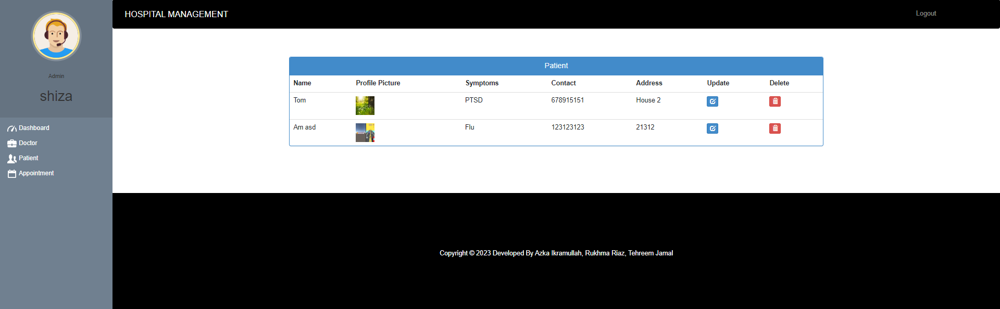 HOSPITAL MANAGEMENT
Logout
Admin
shiza
Dashboard
Doctor
Patient
Appointment
Patient
Name Profile Picture Symptoms Contact Address Update Delete
Tom PTSD 678915151 House 2
Am asd Flu 123123123 21312
Copyright © 2023 Developed By Azka Ikramullah, Rukhma Riaz, Tehreem Jamal